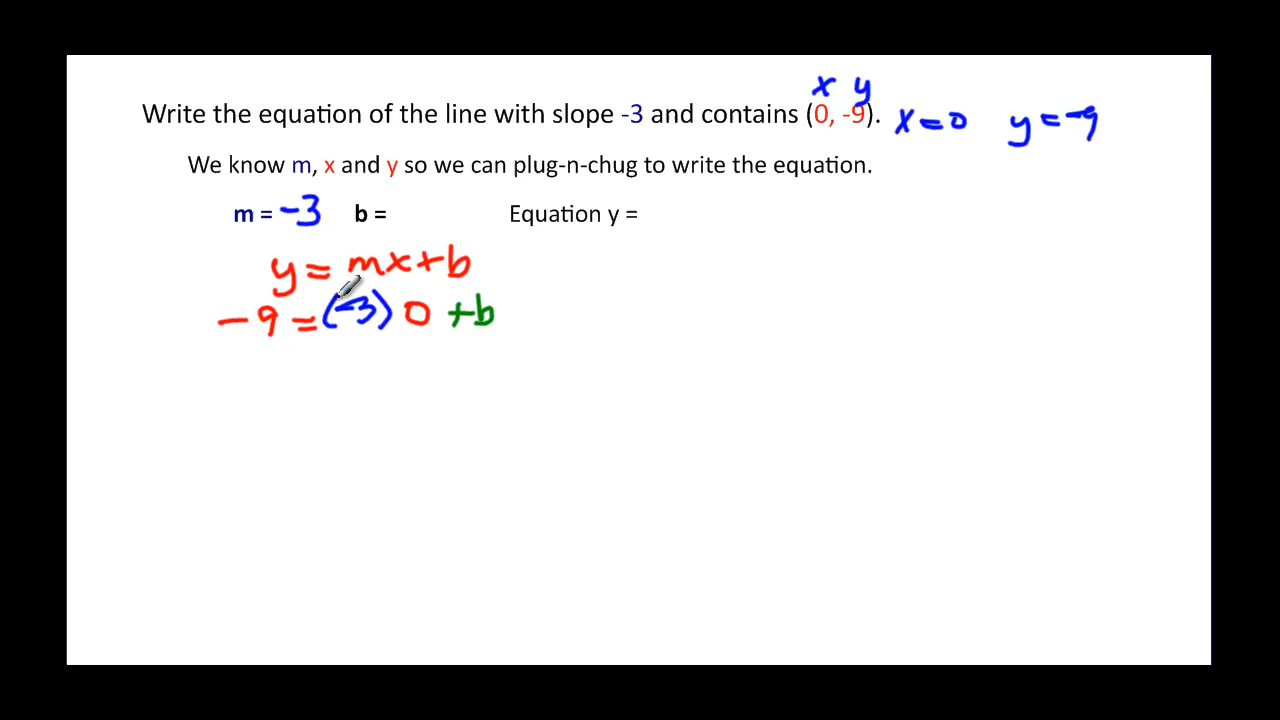 x y
Write the equation of the line with slope -3 and contains (0, -9). x = 0 y = -9
We know m, x and y so we can plug-n-chug to write the equation.
m = -3 b = Equation y =
y = mx + b
-9 = (-3) 0 + b